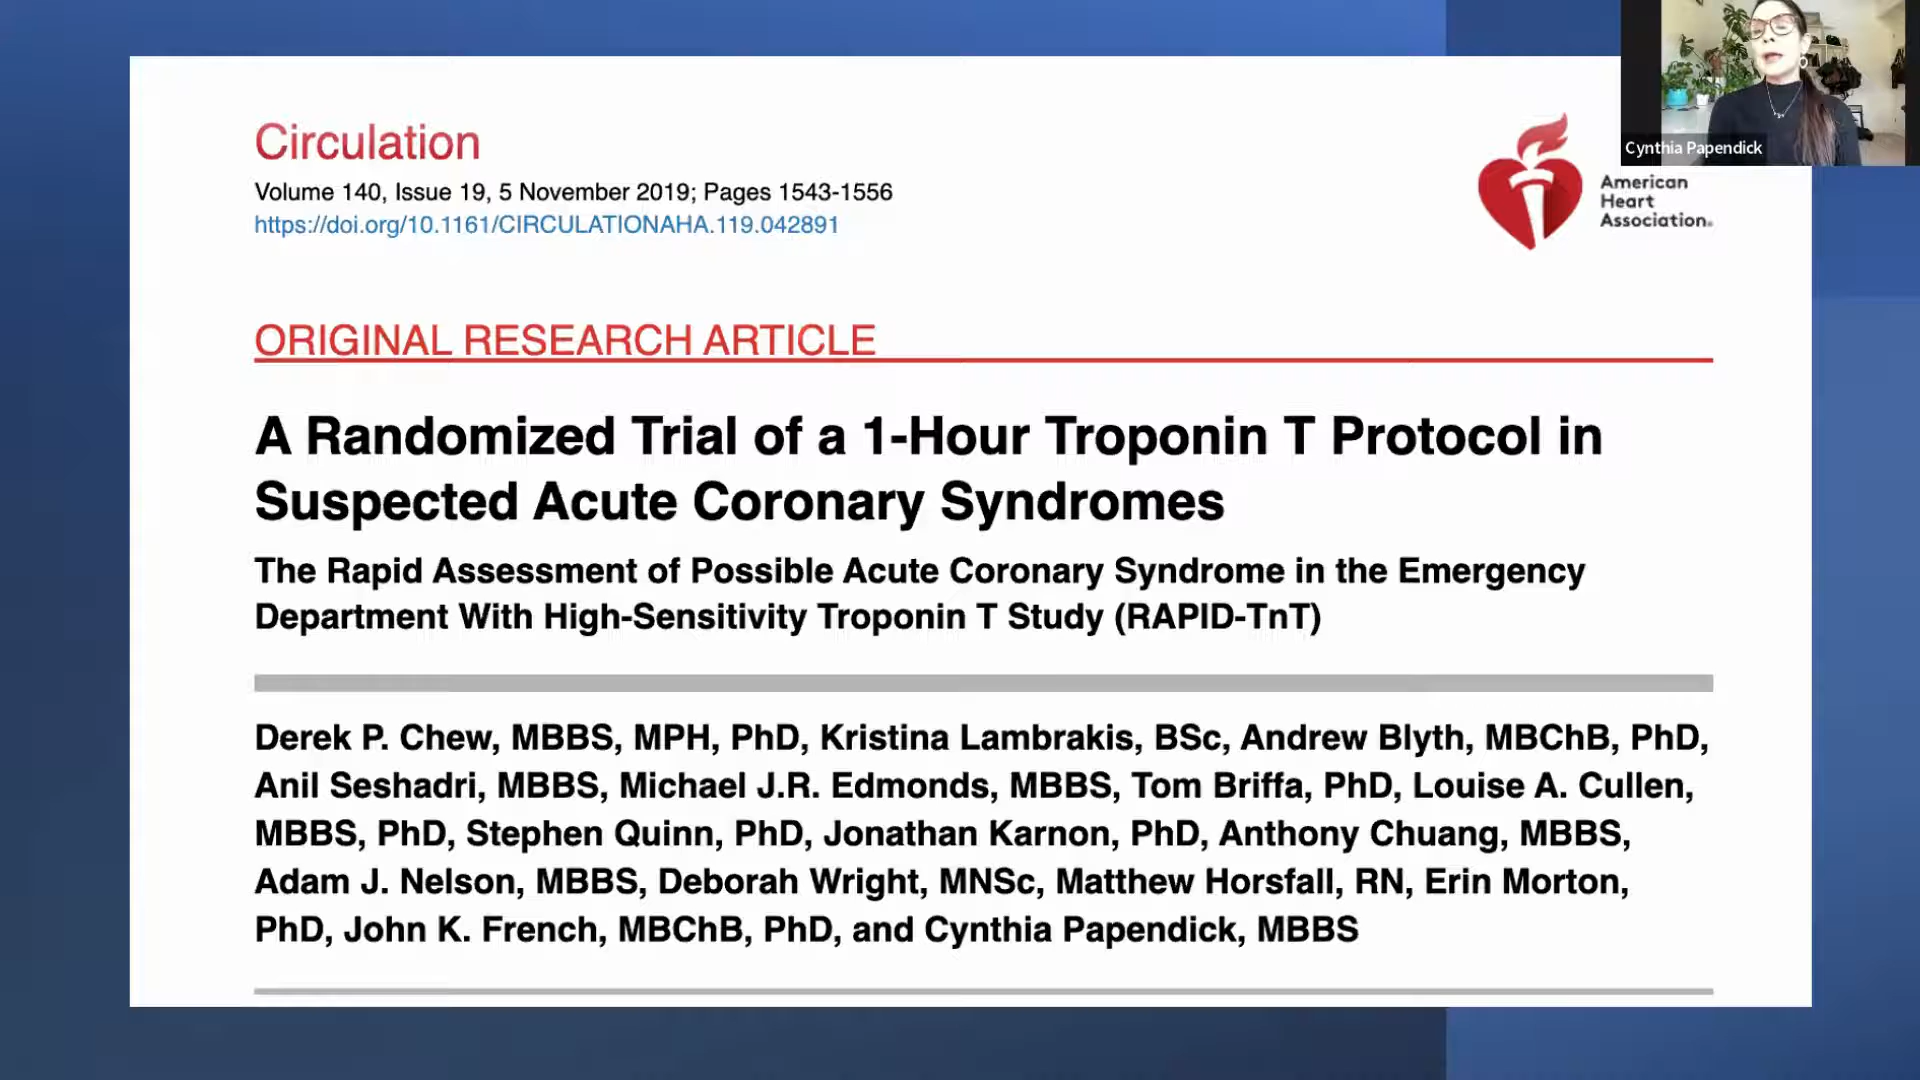 Circulation
Volume 140, Issue 19, 5 November 2019; Pages 1543-1556
https://doi.org/10.1161/CIRCULATIONAHA.119.042891
American
Heart
Association®
Cynthia Papendick
ORIGINAL RESEARCH ARTICLE
A Randomized Trial of a 1-Hour Troponin T Protocol in
Suspected Acute Coronary Syndromes
The Rapid Assessment of Possible Acute Coronary Syndrome in the Emergency
Department With High-Sensitivity Troponin T Study (RAPID-TnT)
Derek P. Chew, MBBS, MPH, PhD, Kristina Lambrakis, BSc, Andrew Blyth, MBChB, PhD,
Anil Seshadri, MBBS, Michael J.R. Edmonds, MBBS, Tom Briffa, PhD, Louise A. Cullen,
MBBS, PhD, Stephen Quinn, PhD, Jonathan Karnon, PhD, Anthony Chuang, MBBS,
Adam J. Nelson, MBBS, Deborah Wright, MNSc, Matthew Horsfall, RN, Erin Morton,
PhD, John K. French, MBChB, PhD, and Cynthia Papendick, MBBS